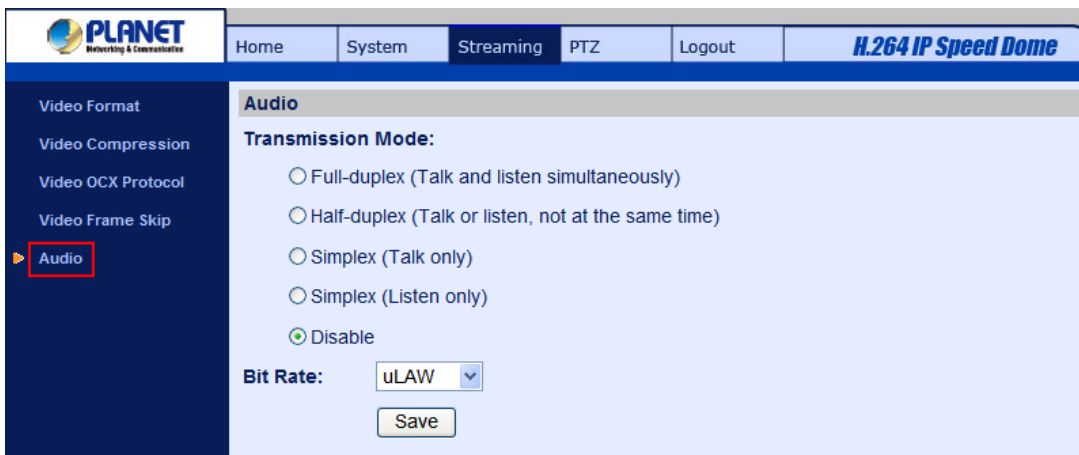 PLANET
Networking & Communication
Home System Streaming PTZ Logout H.264 IP Speed Dome
Video Format
Video Compression
Video OCX Protocol
Video Frame Skip
Audio
Audio
Transmission Mode:
Full-duplex (Talk and listen simultaneously)
Half-duplex (Talk or listen, not at the same time)
Simplex (Talk only)
Simplex (Listen only)
Disable
Bit Rate: uLAW
Save